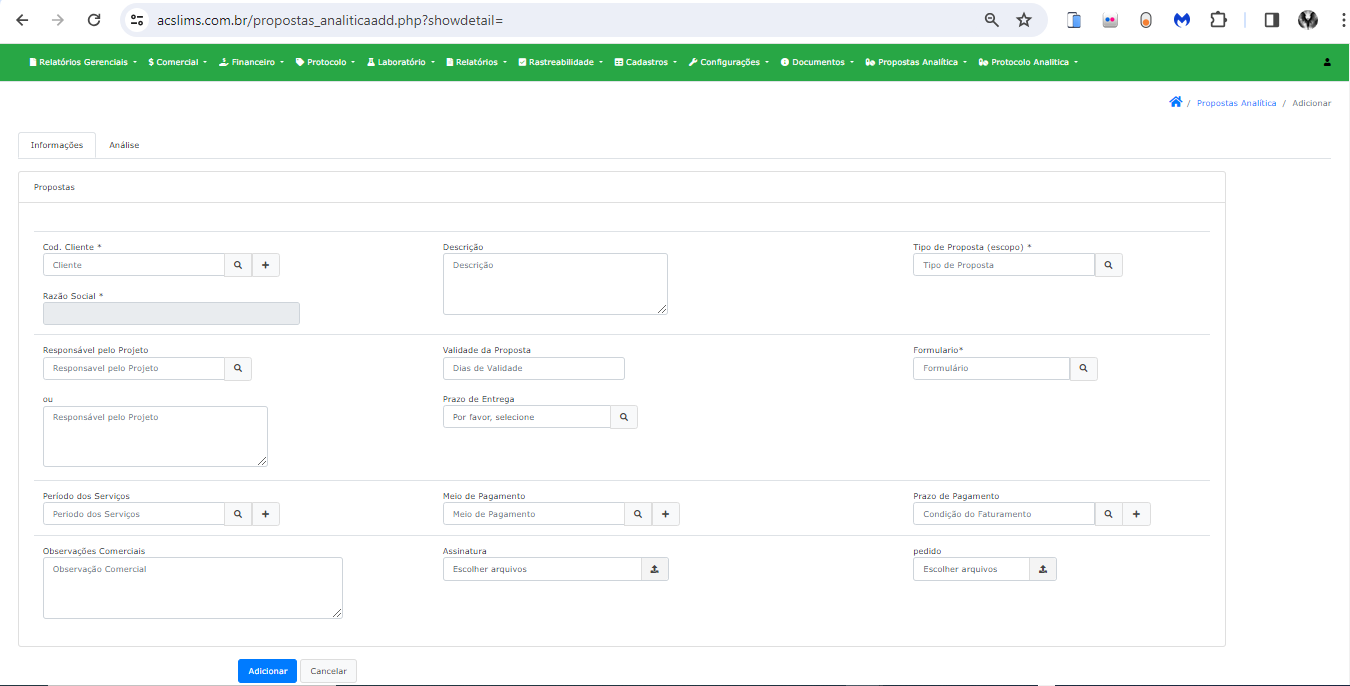 acslims.com.br/propostas_analiticaadd.php?showdetail=
Relatórios Gerenciais $ Comercial Financeiro Protocolo Laboratório Relatórios Rastreabilidade Cadastros Configurações Documentos Propostas Analítica Protocolo Analitica
/ Propostas Analítica / Adicionar
Informações Análise
Propostas
Cod. Cliente * Descrição Tipo de Proposta (escopo) *
Cliente Descrição Tipo de Proposta
Razão Social *
Responsável pelo Projeto Validade da Proposta Formulario*
Responsavel pelo Projeto Dias de Validade Formulário
ou Prazo de Entrega
Responsável pelo Projeto Por favor, selecione
Período dos Serviços Meio de Pagamento Prazo de Pagamento
Periodo dos Serviços Meio de Pagamento Condição do Faturamento
Observações Comerciais Assinatura pedido
Observação Comercial Escolher arquivos Escolher arquivos
Adicionar Cancelar